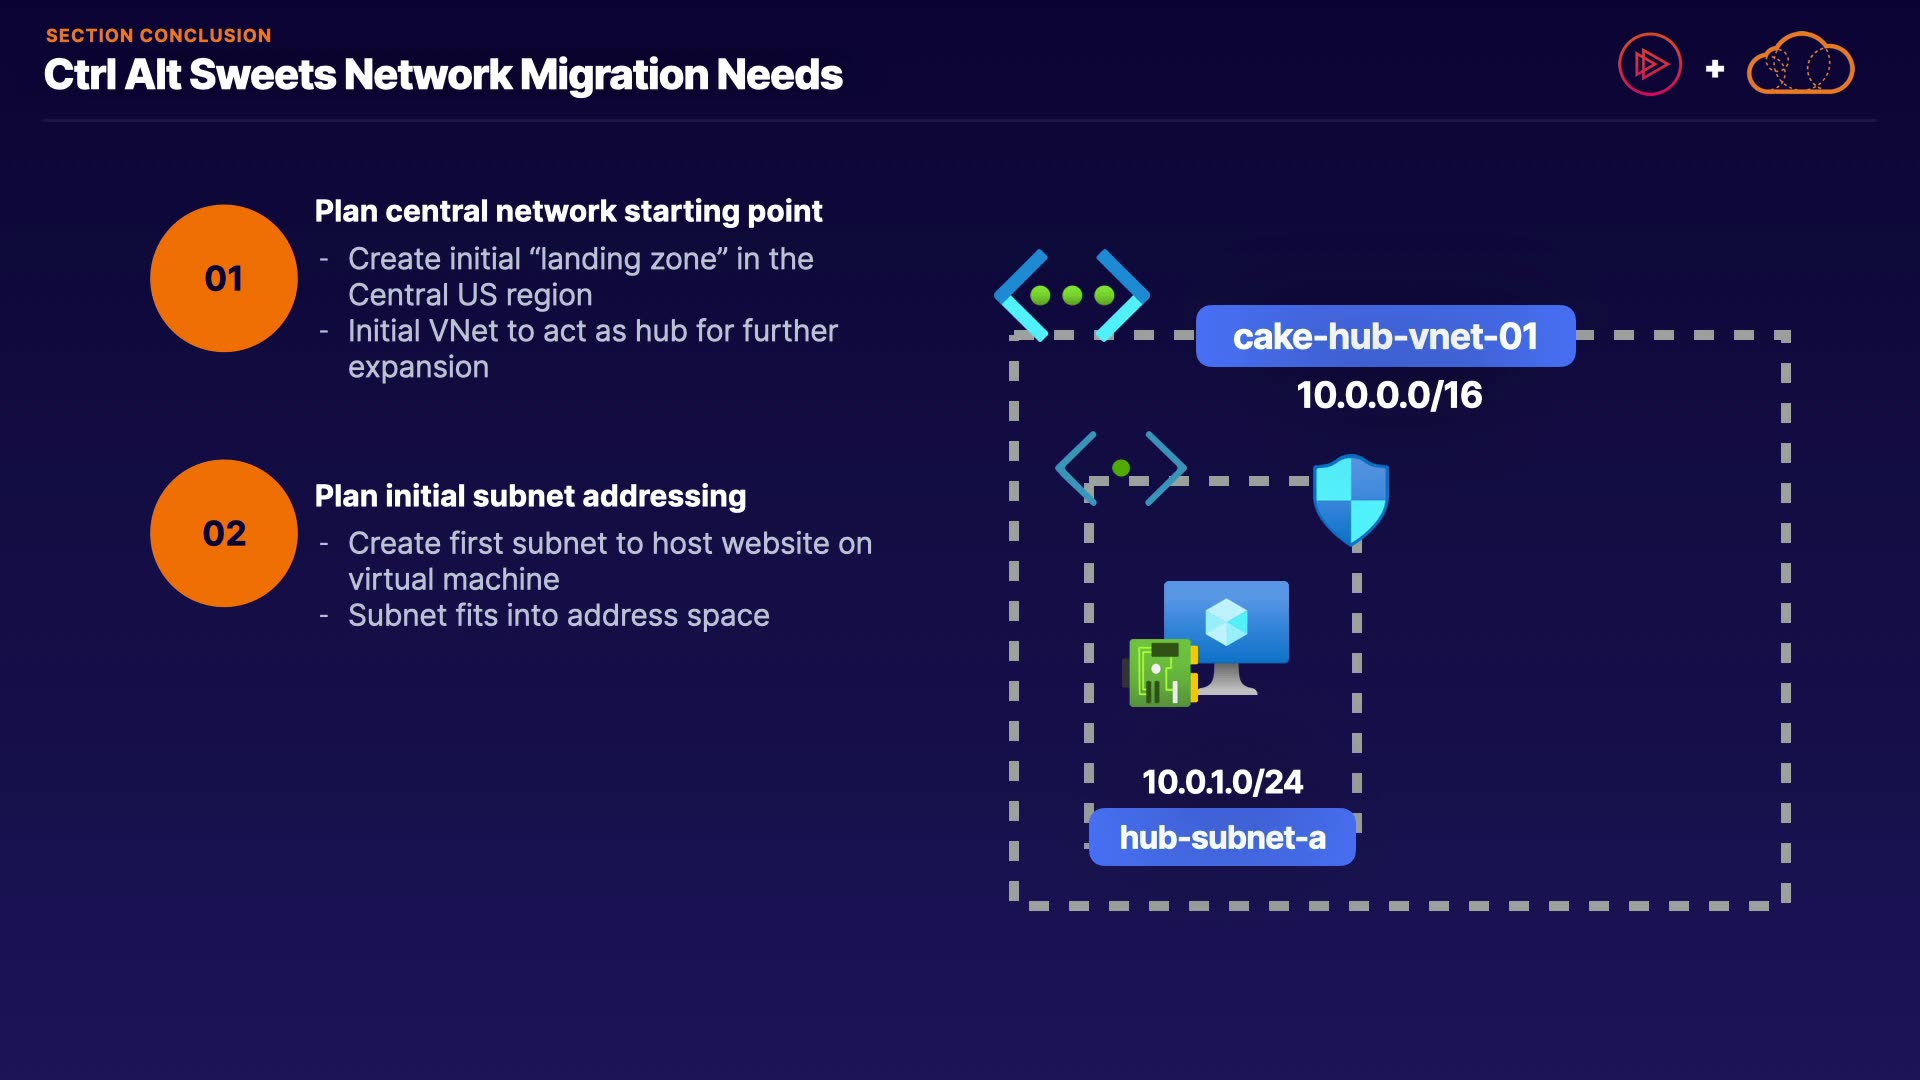 SECTION CONCLUSION
Ctrl Alt Sweets Network Migration Needs
+
01
Plan central network starting point
- Create initial “landing zone” in the
Central US region
- Initial VNet to act as hub for further
expansion
02
Plan initial subnet addressing
- Create first subnet to host website on
virtual machine
- Subnet fits into address space
cake-hub-vnet-01
10.0.0.0/16
10.0.1.0/24
hub-subnet-a